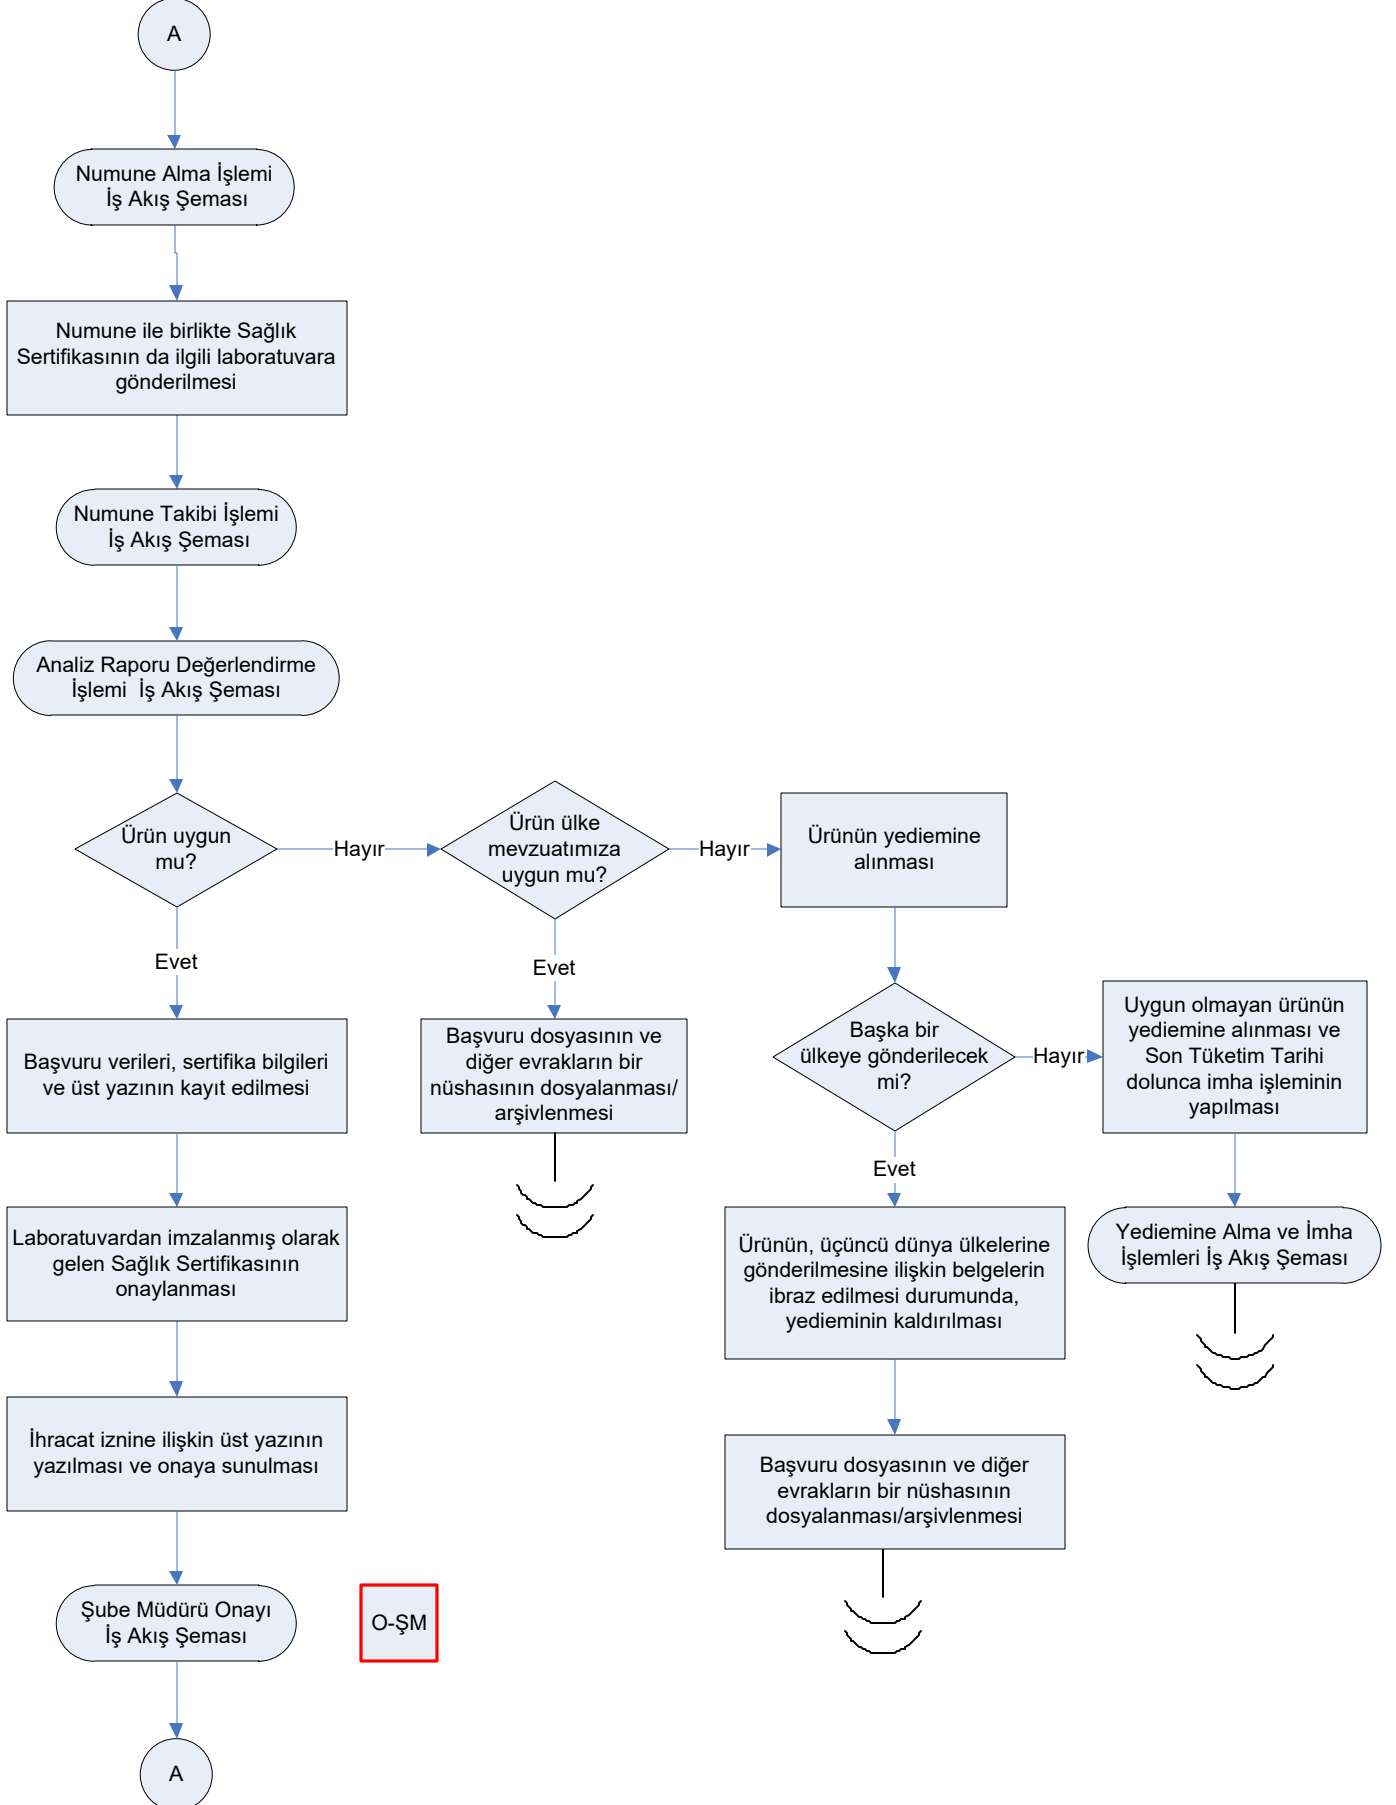 A
Numune Alma İşlemi
İş Akış Şeması
Numune ile birlikte Sağlık
Sertifikasının da ilgili laboratuvara
gönderilmesi
Numune Takibi İşlemi
İş Akış Şeması
Analiz Raporu Değerlendirme
İşlemi  İş Akış Şeması
Ürün uygun
mu?
Hayır
Ürün ülke
mevzuatımıza
uygun mu?
Hayır
Ürünün yediemine
alınması
Evet
Evet
Başvuru verileri, sertifika bilgileri
ve üst yazının kayıt edilmesi
Başvuru dosyasının ve
diğer evrakların bir
nüshasının dosyalanması/
arşivlenmesi
Başka bir
ülkeye gönderilecek
mi?
Hayır
Uygun olmayan ürünün
yediemine alınması ve
Son Tüketim Tarihi
dolunca imha işleminin
yapılması
Evet
Laboratuvardan imzalanmış olarak
gelen Sağlık Sertifikasının
onaylanması
Ürünün, üçüncü dünya ülkelerine
gönderilmesine ilişkin belgelerin
ibraz edilmesi durumunda,
yedieminin kaldırılması
Yediemine Alma ve İmha
İşlemleri İş Akış Şeması
İhracat iznine ilişkin üst yazının
yazılması ve onaya sunulması
Başvuru dosyasının ve diğer
evrakların bir nüshasının
dosyalanması/arşivlenmesi
Şube Müdürü Onayı
İş Akış Şeması
O-ŞM
A